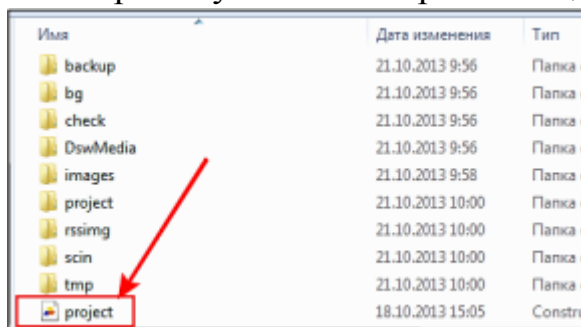 Имя Дата изменения Тип
backup 21.10.2013 9:56 Папка
bg 21.10.2013 9:56 Папка
check 21.10.2013 9:56 Папка
DswMedia 21.10.2013 9:56 Папка
images 21.10.2013 9:58 Папка
project 21.10.2013 10:00 Папка
rssimg 21.10.2013 10:00 Папка
scin 21.10.2013 10:00 Папка
tmp 21.10.2013 10:00 Папка
project 18.10.2013 15:05 Constr